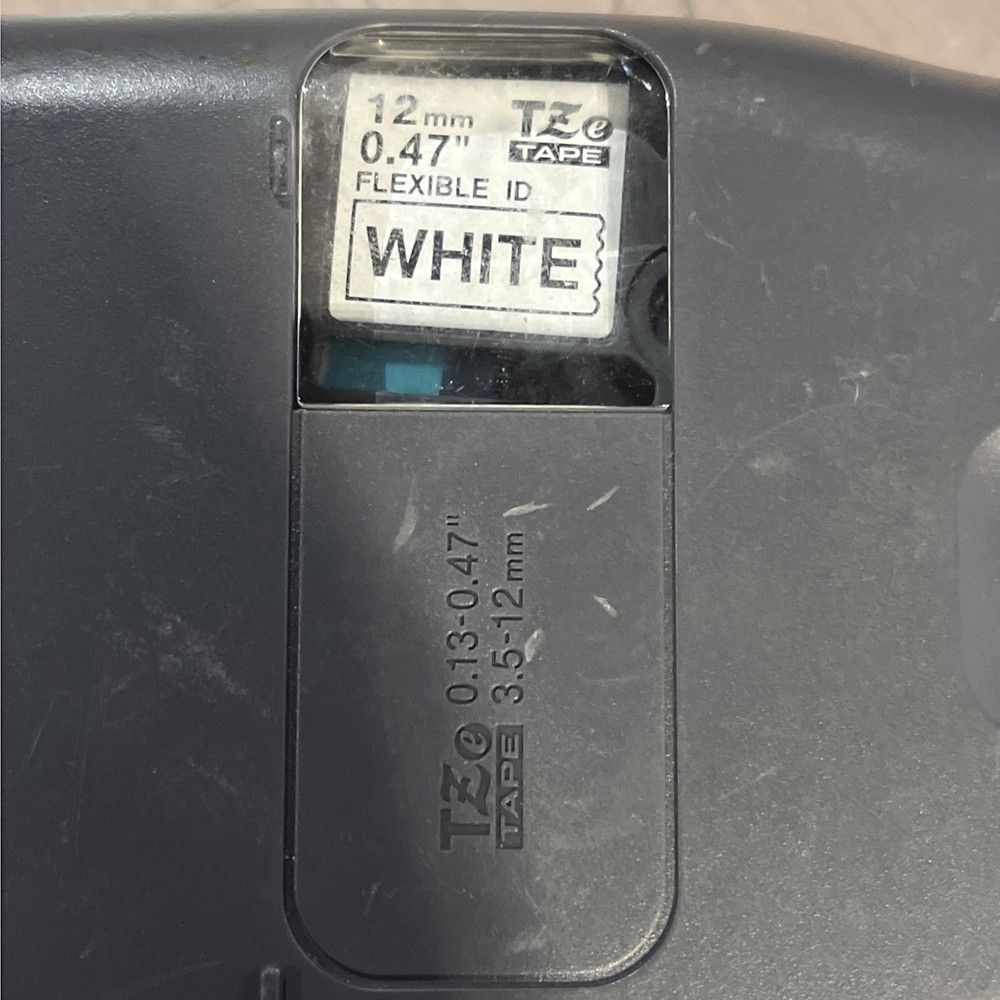 12mm TZe
0.47" TAPE
FLEXIBLE ID
WHITE
TZe 0.13-0.47"
TAPE 3.5-12mm